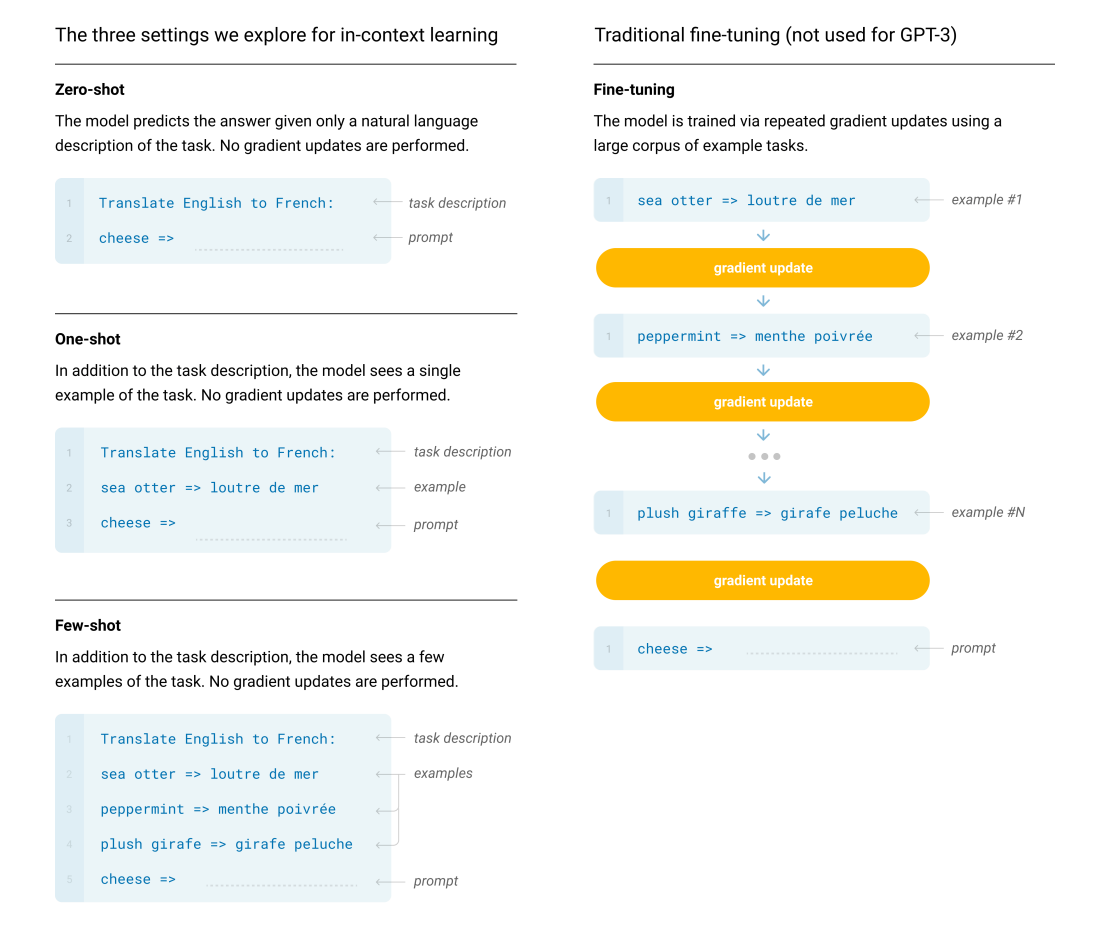 The three settings we explore for in-context learning
Zero-shot
The model predicts the answer given only a natural language
description of the task. No gradient updates are performed.
1 Translate English to French: task description
2 cheese => prompt
One-shot
In addition to the task description, the model sees a single
example of the task. No gradient updates are performed.
1 Translate English to French: task description
2 sea otter => loutre de mer example
3 cheese => prompt
Few-shot
In addition to the task description, the model sees a few
examples of the task. No gradient updates are performed.
1 Translate English to French: task description
2 sea otter => loutre de mer examples
3 peppermint => menthe poivrée
4 plush girafe => girafe peluche
5 cheese => prompt
Traditional fine-tuning (not used for GPT-3)
Fine-tuning
The model is trained via repeated gradient updates using a
large corpus of example tasks.
1 sea otter => loutre de mer example #1
gradient update
1 peppermint => menthe poivrée example #2
gradient update
1 plush giraffe => girafe peluche example #N
gradient update
1 cheese => prompt